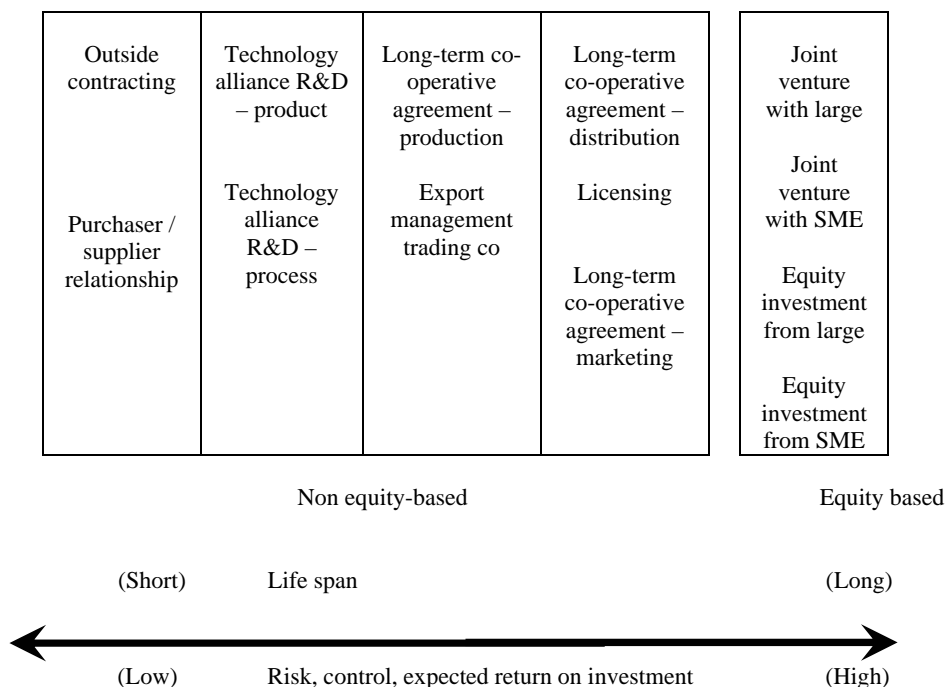 Outside
contracting
Purchaser /
supplier
relationship
Technology
alliance R&D
– product
Technology
alliance
R&D –
process
Long-term co-
operative
agreement –
production
Export
management
trading co
Long-term
co-operative
agreement –
distribution
Licensing
Long-term
co-operative
agreement –
marketing
Joint
venture
with large
Joint
venture
with SME
Equity
investment
from large
Equity
investment
from SME
Non equity-based
Equity based
(Short) Life span (Long)
(Low) Risk, control, expected return on investment (High)